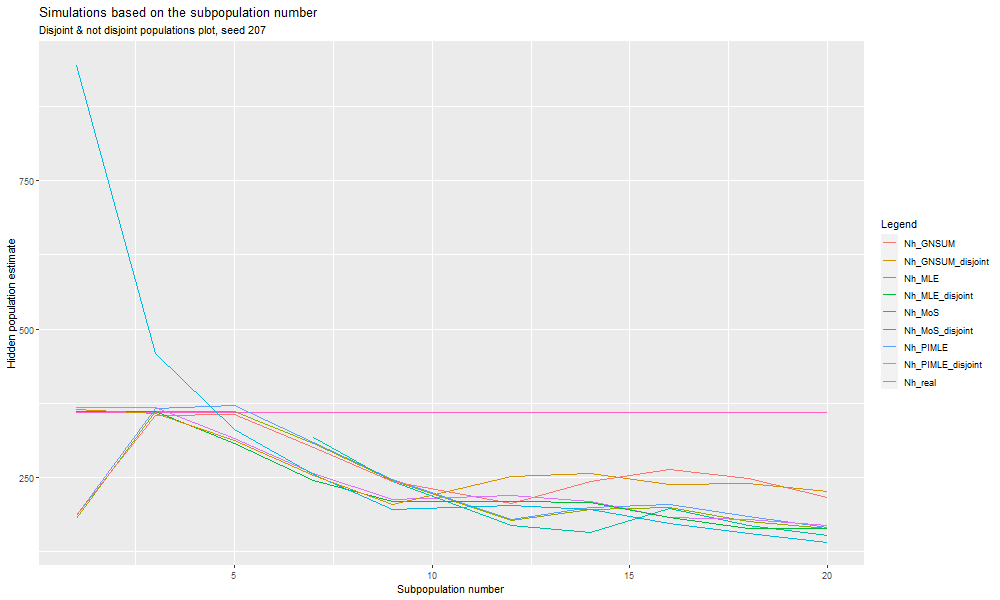 Simulations based on the subpopulation number
Disjoint & not disjoint populations plot, seed 207
Hidden population estimate
750
500
250
5
10
15
20
Subpopulation number
Legend
Nh_GNSUM
Nh_GNSUM_disjoint
Nh_MLE
Nh_MLE_disjoint
Nh_MoS
Nh_MoS_disjoint
Nh_PIMLE
Nh_PIMLE_disjoint
Nh_real